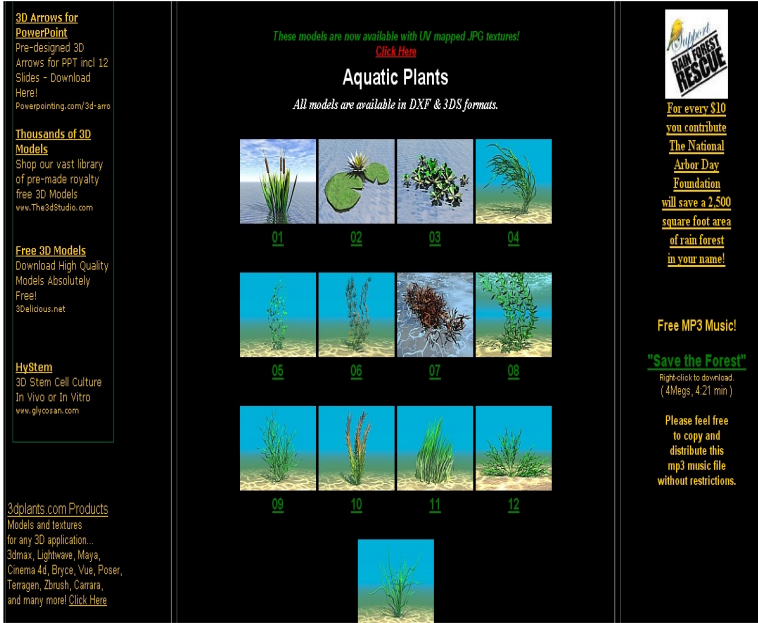 3D Arrows for
PowerPoint
Pre-designed 3D
Arrows for PPT incl 12
Slides - Download
Here!
Powerpointing.com/3d-arro
Thousands of 3D
Models
Shop our vast library
of pre-made royalty
free 3D Models
www.The3dStudio.com
Free 3D Models
Download High Quality
Models Absolutely
Free!
3Delicious.net
HyStem
3D Stem Cell Culture
In Vivo or In Vitro
www.glycosan.com
3dplants.com Products
Models and textures
for any 3D application...
3dmax, Lightwave, Maya,
Cinema 4d, Bryce, Vue, Poser,
Terragen, Zbrush, Carrara,
and many more! Click Here
These models are now available with UV mapped JPG textures!
Click Here
Aquatic Plants
All models are available in DXF & 3DS formats.
01 02 03 04
05 06 07 08
09 10 11 12
Support
RAIN FOREST
RESCUE
For every $10
you contribute
The National
Arbor Day
Foundation
will save a 2,500
square foot area
of rain forest
in your name!
Free MP3 Music!
"Save the Forest"
Right-click to download.
( 4Megs, 4:21 min )
Please feel free
to copy and
distribute this
mp3 music file
without restrictions.